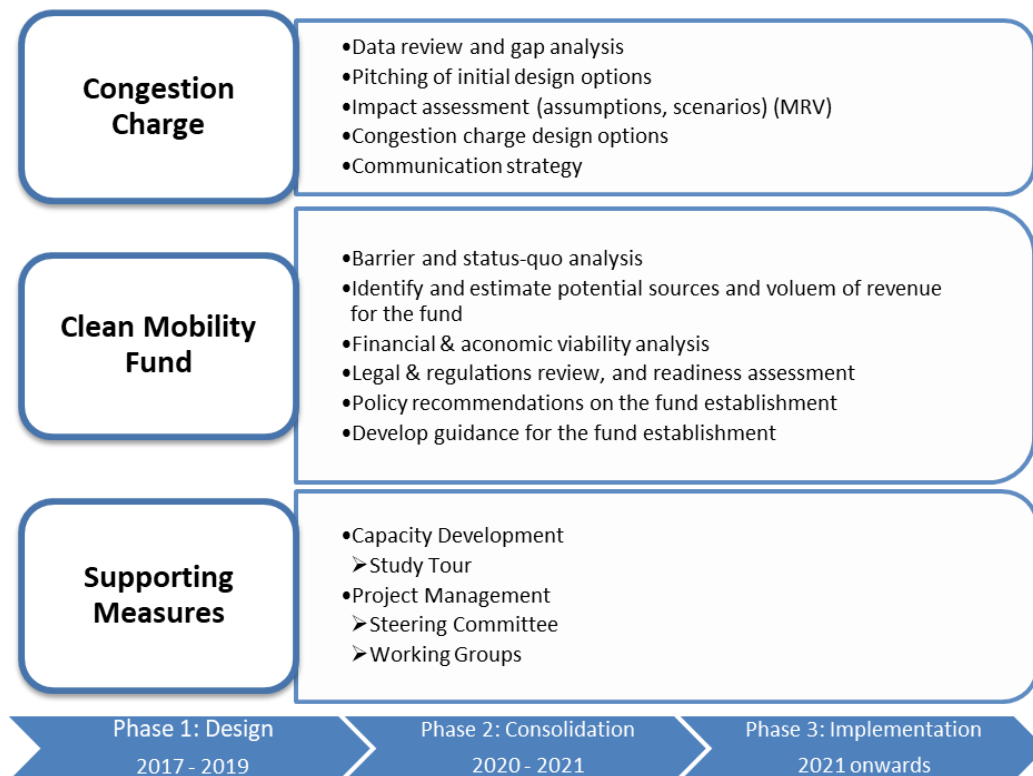 Congestion
Charge
•Data review and gap analysis
•Pitching of initial design options
•Impact assessment (assumptions, scenarios) (MRV)
•Congestion charge design options
•Communication strategy
Clean Mobility
Fund
•Barrier and status-quo analysis
•Identify and estimate potential sources and voluem of revenue
for the fund
•Financial & aconomic viability analysis
•Legal & regulations review, and readiness assessment
•Policy recommendations on the fund establishment
•Develop guidance for the fund establishment
Supporting
Measures
•Capacity Development
➢Study Tour
•Project Management
➢Steering Committee
➢Working Groups
Phase 1: Design
2017 - 2019
Phase 2: Consolidation
2020 - 2021
Phase 3: Implementation
2021 onwards